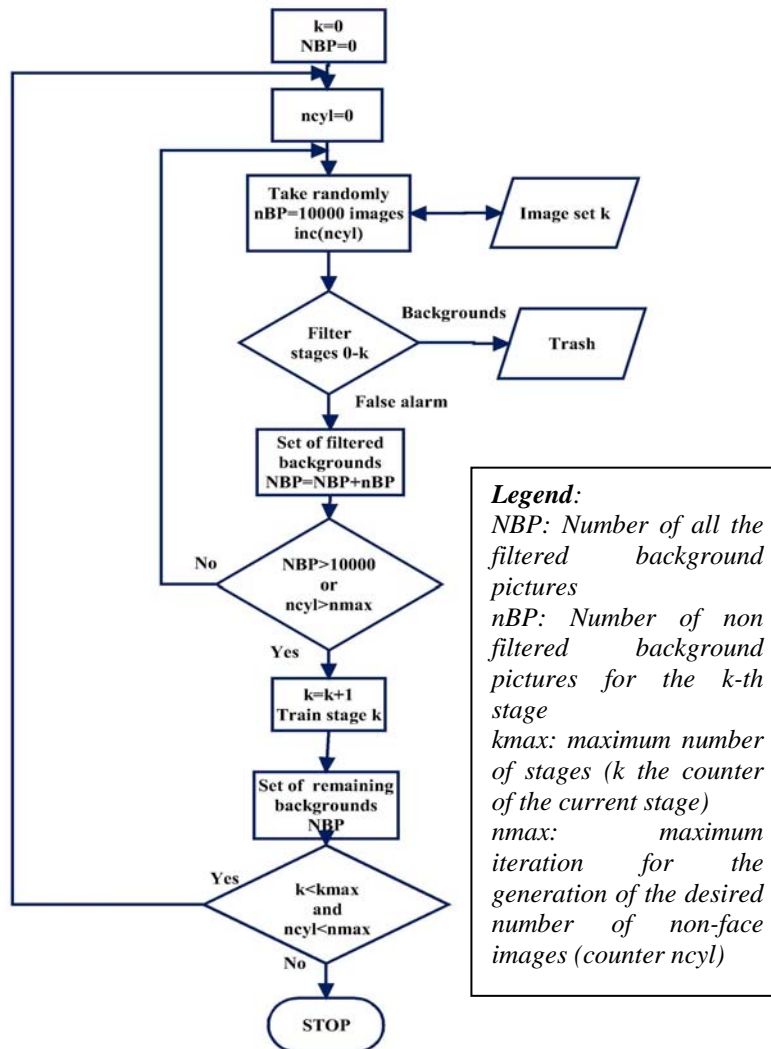 k=0
NBP=0
ncyl=0
Take randomly
nBP=10000 images
inc(ncyl)
Image set k
Filter
stages 0-k
Backgrounds
Trash
False alarm
Set of filtered
backgrounds
NBP=NBP+nBP
No
NBP>10000
or
ncyl>nmax
Yes
k=k+1
Train stage k
Set of remaining
backgrounds
NBP
Yes
k<kmax
and
ncyl<nmax
No
STOP
Legend:
NBP: Number of all the
filtered background
pictures
nBP: Number of non
filtered background
pictures for the k-th
stage
kmax: maximum number
of stages (k the counter
of the current stage)
nmax: maximum
iteration for the
generation of the desired
number of non-face
images (counter ncyl)